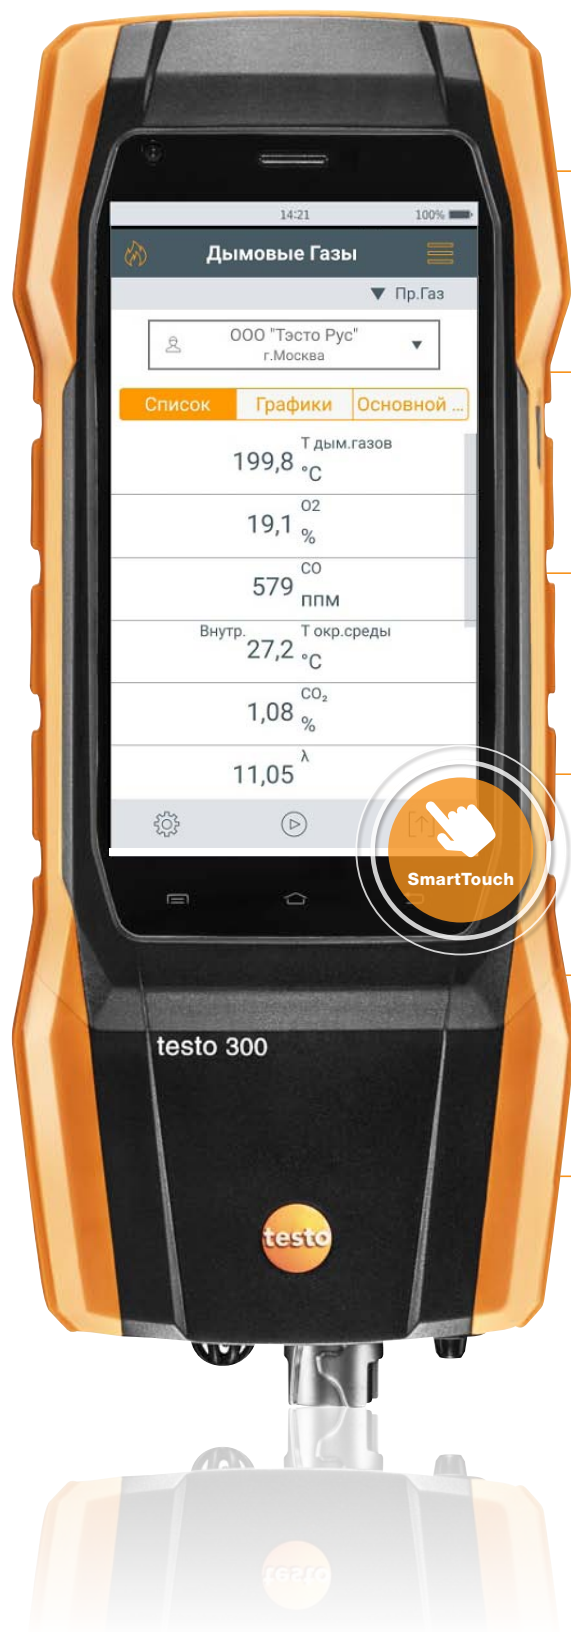 14:21
100%
Дымовые Газы
Пр.Газ
ООО "Тэсто Рус"
г.Москва
Список
Графики
Основной ...
199,8
Т дым.газов
°C
19,1
O2
%
579
CO
ппм
Внутр.
27,2
Т окр.среды
°C
1,08
CO₂
%
11,05
λ
SmartTouch
testo 300
testo